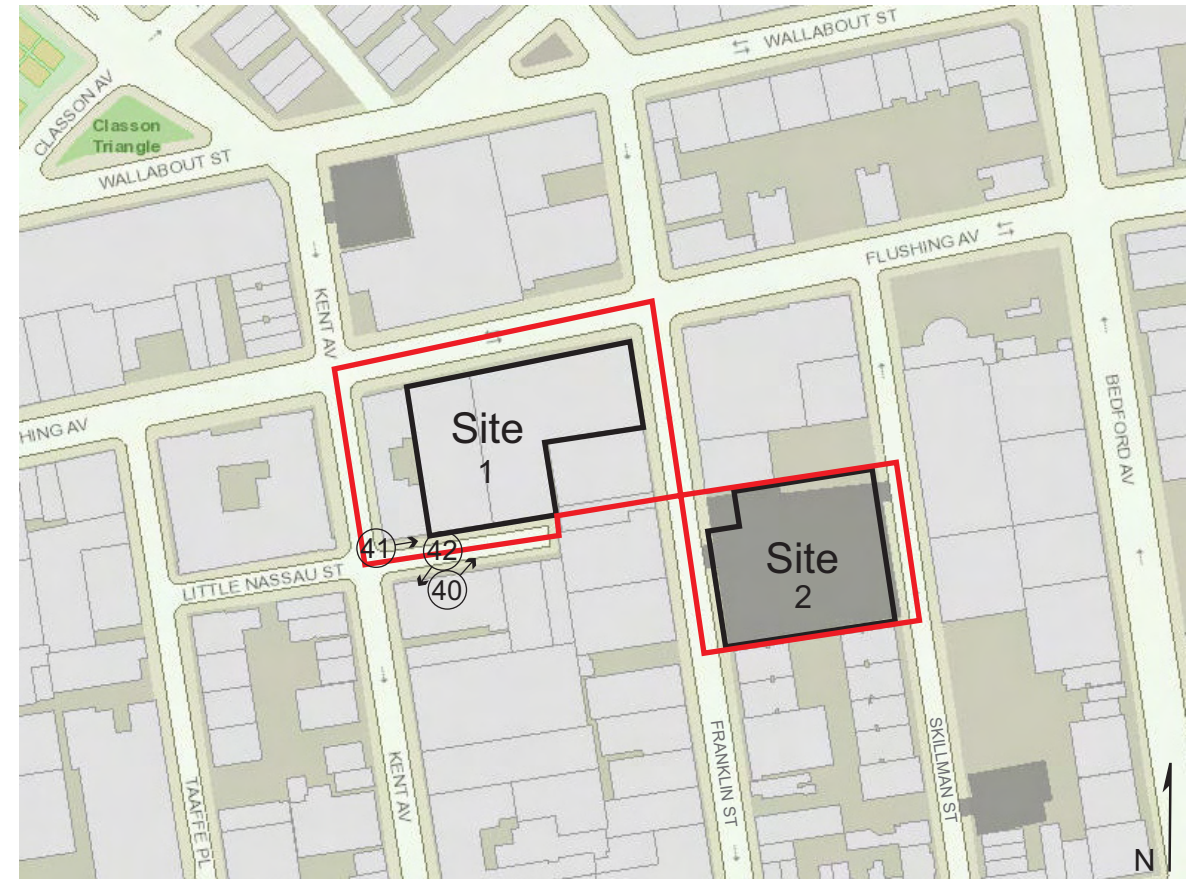 WALLABOUT ST
CLASSON AV
Classon
Triangle
WALLABOUT ST
FLUSHING AV
KENT AV
BEDFORD AV
HING AV
Site
1
Site
2
41
42
40
LITTLE NASSAU ST
TAAFFE PL
KENT AV
FRANKLIN ST
SKILLMAN ST
N